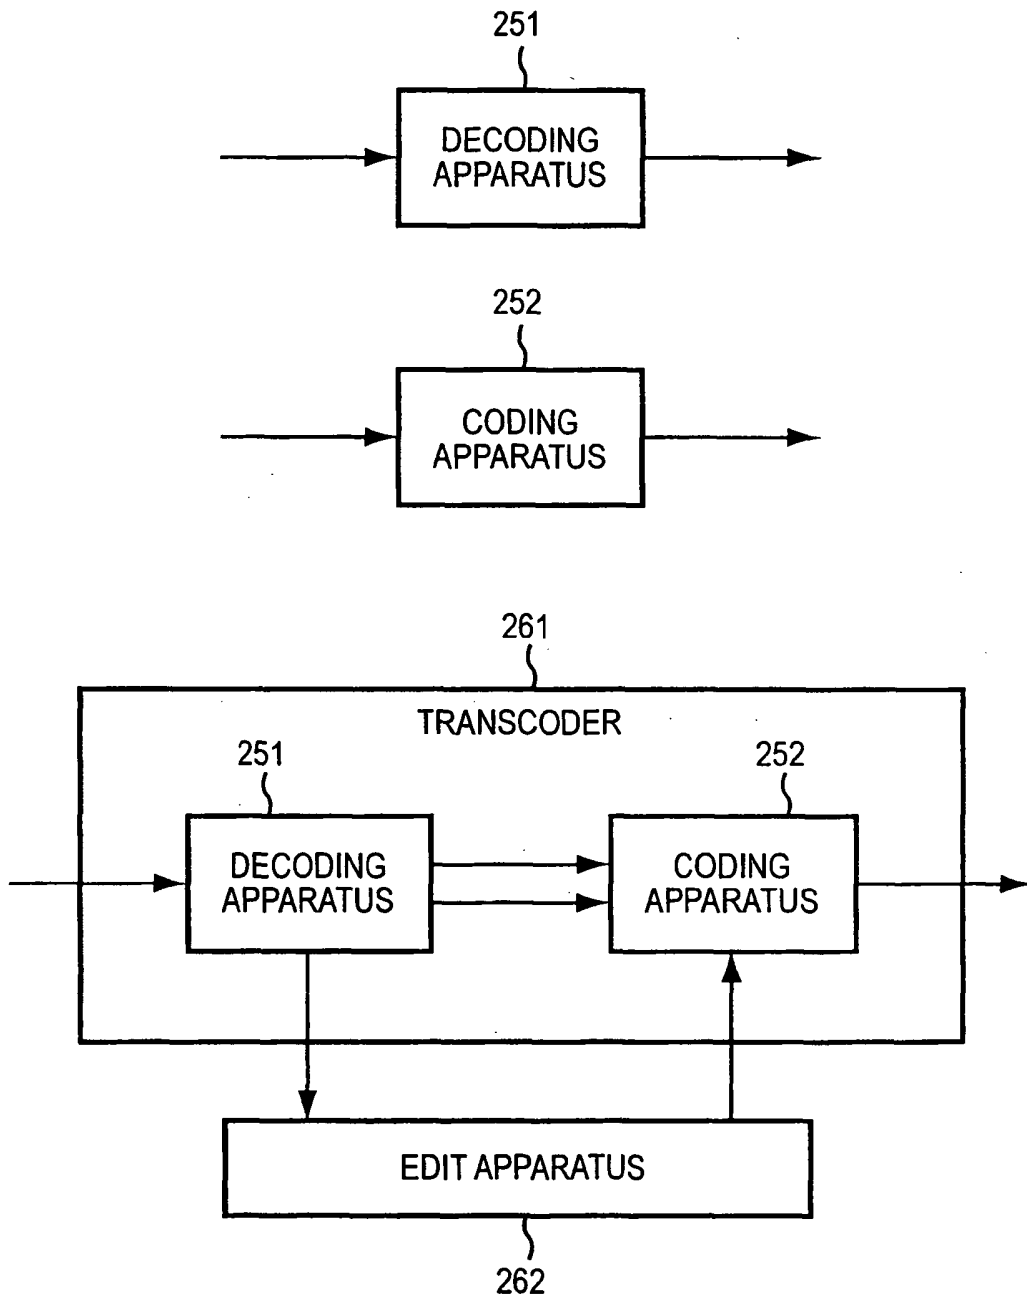 251
DECODING
APPARATUS
252
CODING
APPARATUS
261
TRANSCODER
251
252
DECODING
APPARATUS
CODING
APPARATUS
EDIT APPARATUS
262